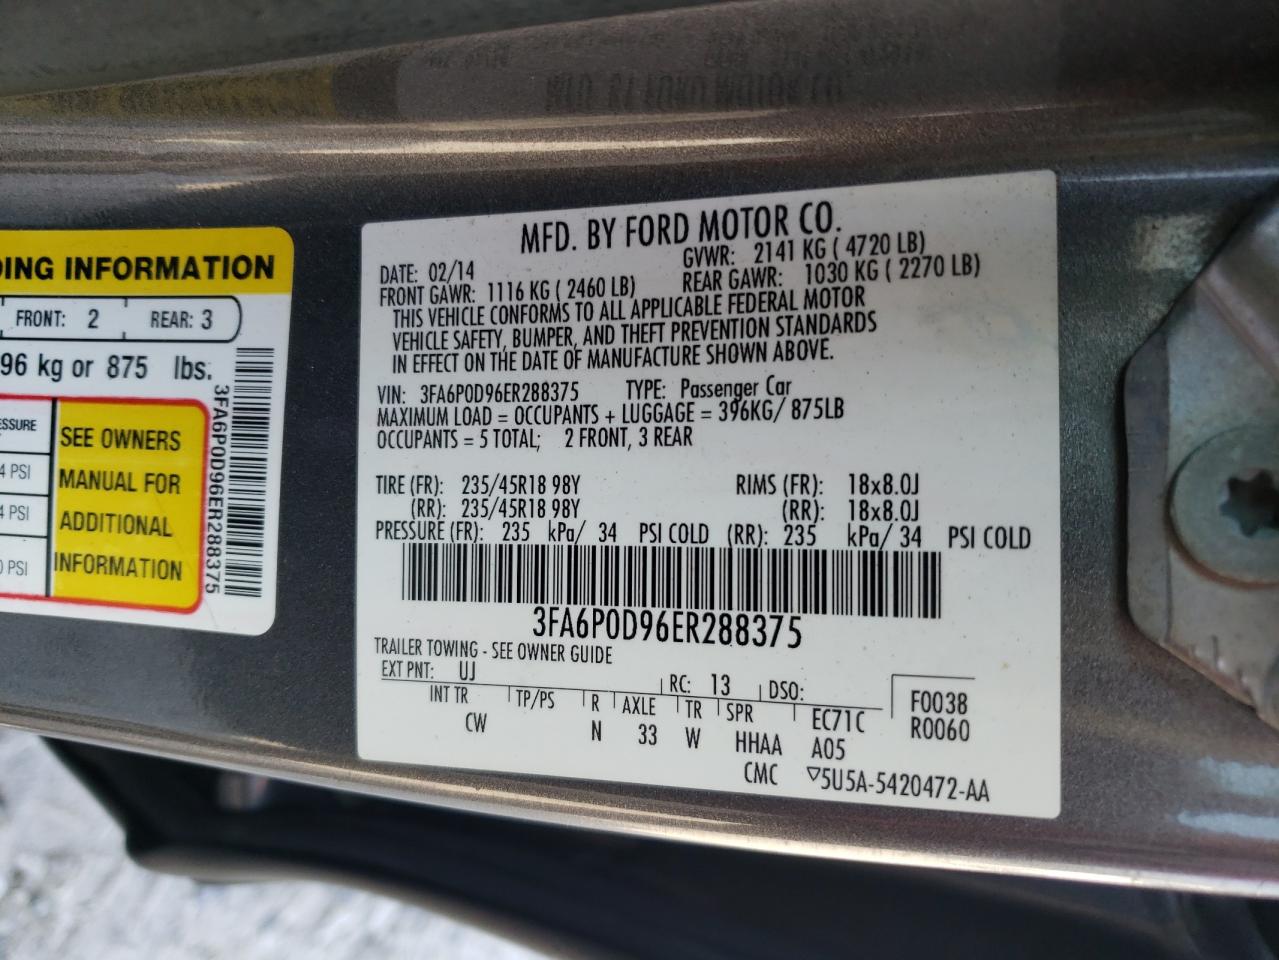 DING INFORMATION
FRONT: 2 REAR: 3
96 kg or 875 lbs.
ESSURE
4 PSI
4 PSI
0 PSI
SEE OWNERS
MANUAL FOR
ADDITIONAL
INFORMATION
3FA6P0D96ER288375
MFD. BY FORD MOTOR CO.
DATE: 02/14 GVWR: 2141 KG ( 4720 LB)
FRONT GAWR: 1116 KG ( 2460 LB) REAR GAWR: 1030 KG ( 2270 LB)
THIS VEHICLE CONFORMS TO ALL APPLICABLE FEDERAL MOTOR
VEHICLE SAFETY, BUMPER, AND THEFT PREVENTION STANDARDS
IN EFFECT ON THE DATE OF MANUFACTURE SHOWN ABOVE.
VIN: 3FA6P0D96ER288375 TYPE: Passenger Car
MAXIMUM LOAD = OCCUPANTS + LUGGAGE = 396KG/ 875LB
OCCUPANTS = 5 TOTAL; 2 FRONT, 3 REAR
TIRE (FR): 235/45R18 98Y RIMS (FR): 18x8.0J
(RR): 235/45R18 98Y (RR): 18x8.0J
PRESSURE (FR): 235 kPa/ 34 PSI COLD (RR): 235 kPa/ 34 PSI COLD
3FA6P0D96ER288375
TRAILER TOWING - SEE OWNER GUIDE
EXT PNT: UJ RC: 13 DSO: F0038
INT TR TP/PS R AXLE TR SPR EC71C R0060
CW N 33 W HHAA A05
CMC ▽5U5A-5420472-AA